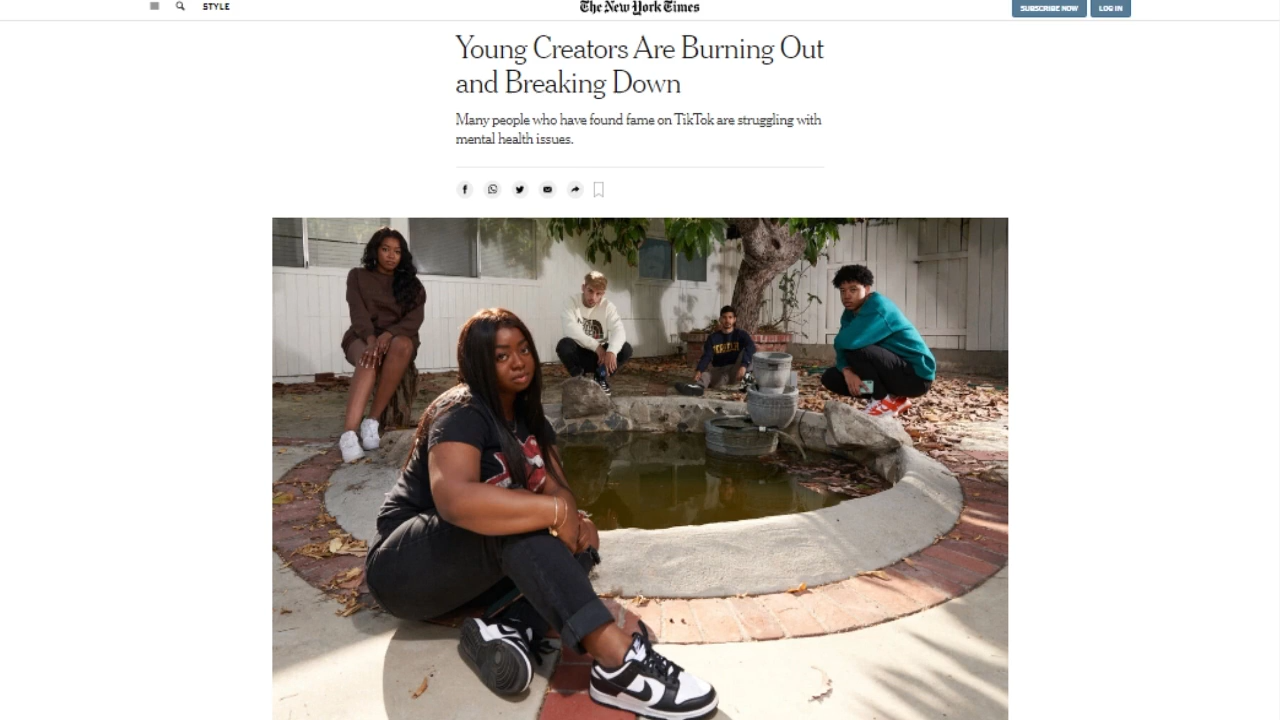 STYLE
The New York Times
SUBSCRIBE NOW
LOG IN
Young Creators Are Burning Out
and Breaking Down
Many people who have found fame on TikTok are struggling with
mental health issues.